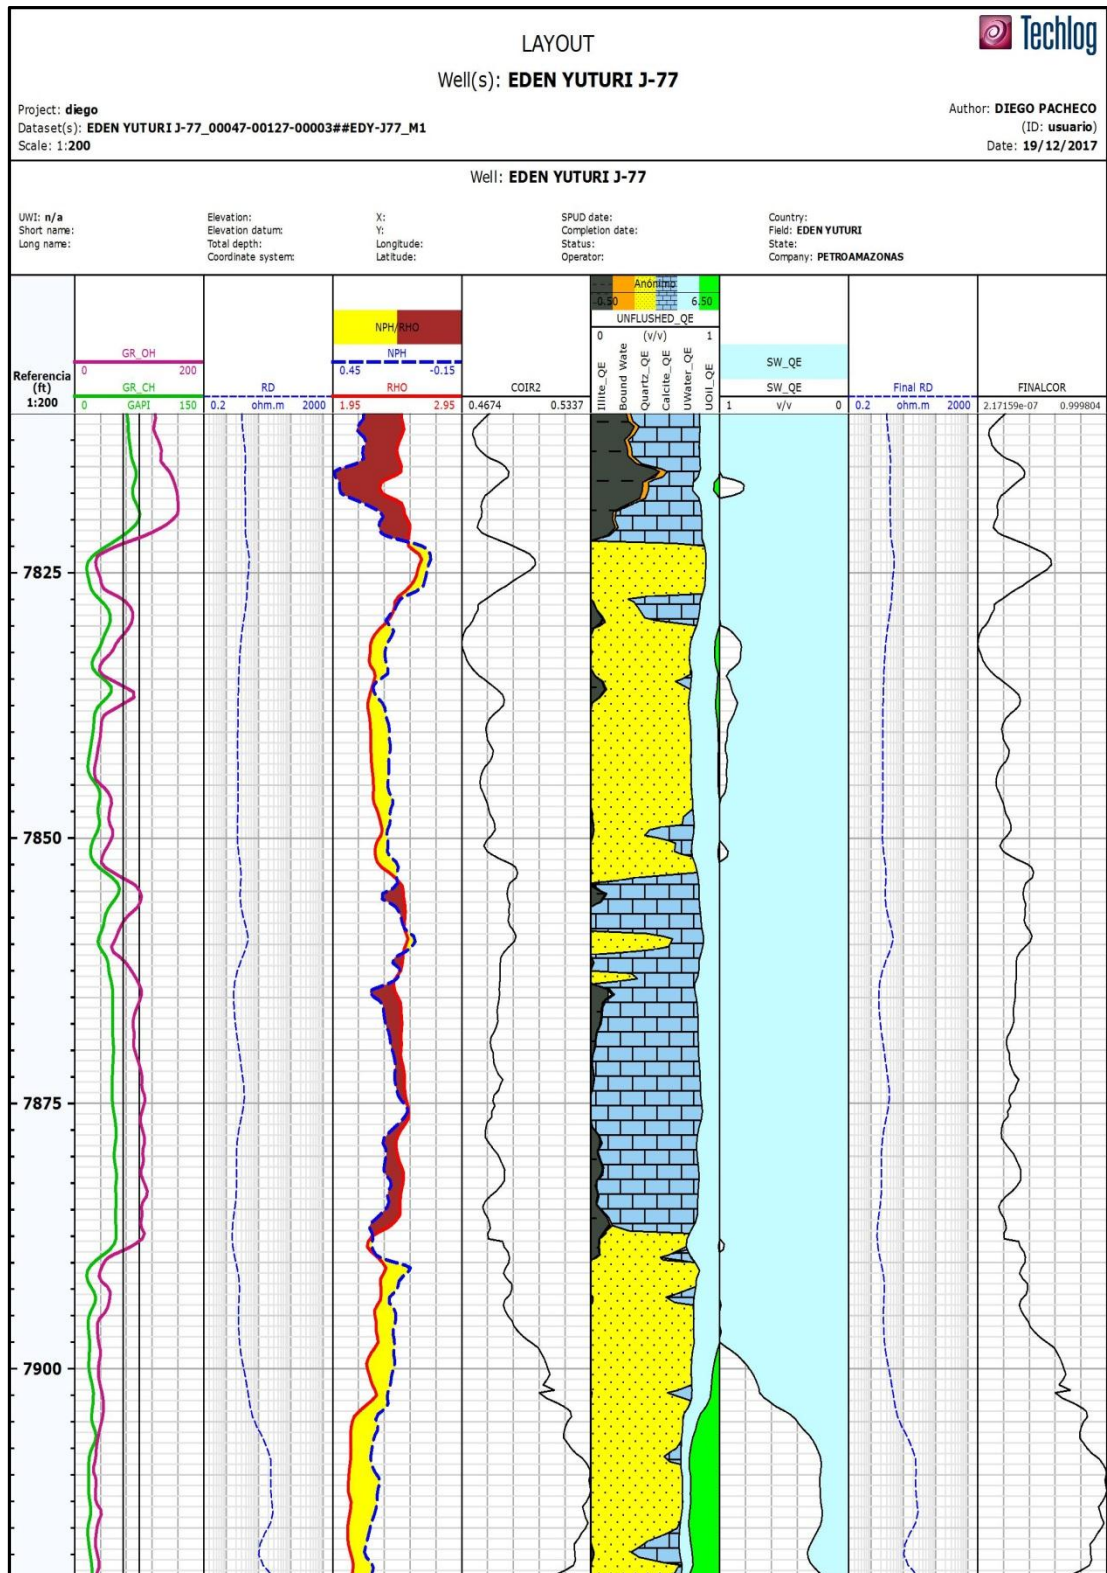 Techlog
LAYOUT
Well(s): EDEN YUTURI J-77
Project: diego
Dataset(s): EDEN YUTURI J-77_00047-00127-00003##EDY-J77_M1
Scale: 1:200
Author: DIEGO PACHECO
(ID: usuario)
Date: 19/12/2017
Well: EDEN YUTURI J-77
UWI: n/a
Short name:
Long name:
Elevation:
Elevation datum:
Total depth:
Coordinate system:
X:
Y:
Longitude:
Latitude:
SPUD date:
Completion date:
Status:
Operator:
Country:
Field: EDEN YUTURI
State:
Company: PETROAMAZONAS
Referencia
(ft)
1:200
GR_OH
0 200
GR_CH
0 GAPI 150
RD
0.2 ohm.m 2000
NPH/RHO
NPH
0.45 -0.15
RHO
1.95 2.95
COIR2
0.4674 0.5337
Anónimo
-0.50 6.50
UNFLUSHED_QE
0 (v/v) 1
Illite_QE
Bound Wate
Quartz_QE
Calcite_QE
UWater_QE
UOil_QE
SW_QE
SW_QE
1 v/v 0
Final RD
0.2 ohm.m 2000
FINALCOR
2.17159e-07 0.999804
7825
7850
7875
7900